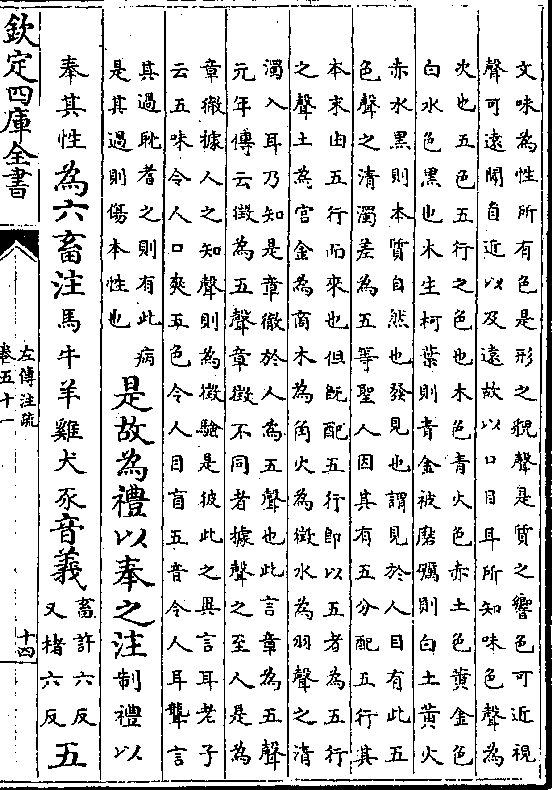 文味為性所有色是形之貌聲是質之響色可近視
聲可遠聞自近以及遠故以口目耳所知味色聲為
次也五色五行之色也木色青火色赤土色黃金色
白水色黑也木生柯葉則青金被磨礪則白土黃火
赤水黑則本質自然也發見也謂見於人目有此五
色聲之清濁差為五等聖人因其有五分配五行其
本末由五行而來也但既配五行即以五者為五行
之聲土為宮金為商木為角火為徵水為羽聲之清
濁入耳乃知是章徹於人為五聲也此言章為五聲
元年傳云徵為五聲章徵不同者據聲之至人是為
章徹據人之知聲則為徵驗是彼此之異言耳老子
云五味令人口爽五色令人目盲五音令人耳聾言
其過耽者之則有此病
是其過則傷本性也
是故為禮以奉之注制禮以
奉其性為六畜注馬牛羊雞犬豕音義
畜許六反
又楮六反
五
欽定四庫全書
左傳注疏
卷五十一
十四